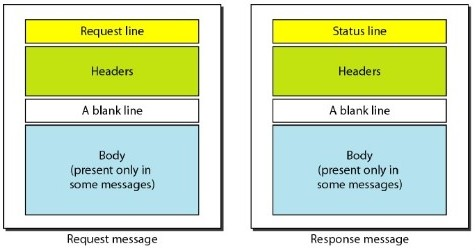 Request line
Headers
A blank line
Body
(present only in
some messages)
Request message
Status line
Headers
A blank line
Body
(present only in
some messages)
Response message